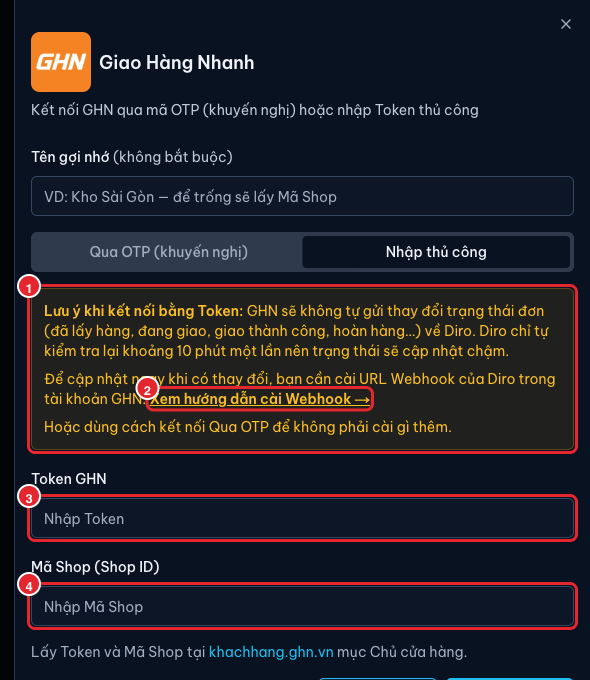 GHN
Giao Hàng Nhanh
Kết nối GHN qua mã OTP (khuyến nghị) hoặc nhập Token thủ công
Tên gợi nhớ (không bắt buộc)
VD: Kho Sài Gòn — để trống sẽ lấy Mã Shop
Qua OTP (khuyến nghị)
Nhập thủ công
1
Lưu ý khi kết nối bằng Token: GHN sẽ không tự gửi thay đổi trạng thái đơn
(đã lấy hàng, đang giao, giao thành công, hoàn hàng…) về Diro. Diro chỉ tự
kiểm tra lại khoảng 10 phút một lần nên trạng thái sẽ cập nhật chậm.
Để cập nhật ngay khi có thay đổi, bạn cần cài URL Webhook của Diro trong
2
tài khoản GHN. Xem hướng dẫn cài Webhook →
Hoặc dùng cách kết nối Qua OTP để không phải cài gì thêm.
Token GHN
3
Nhập Token
Mã Shop (Shop ID)
4
Nhập Mã Shop
Lấy Token và Mã Shop tại khachhang.ghn.vn mục Chủ cửa hàng.